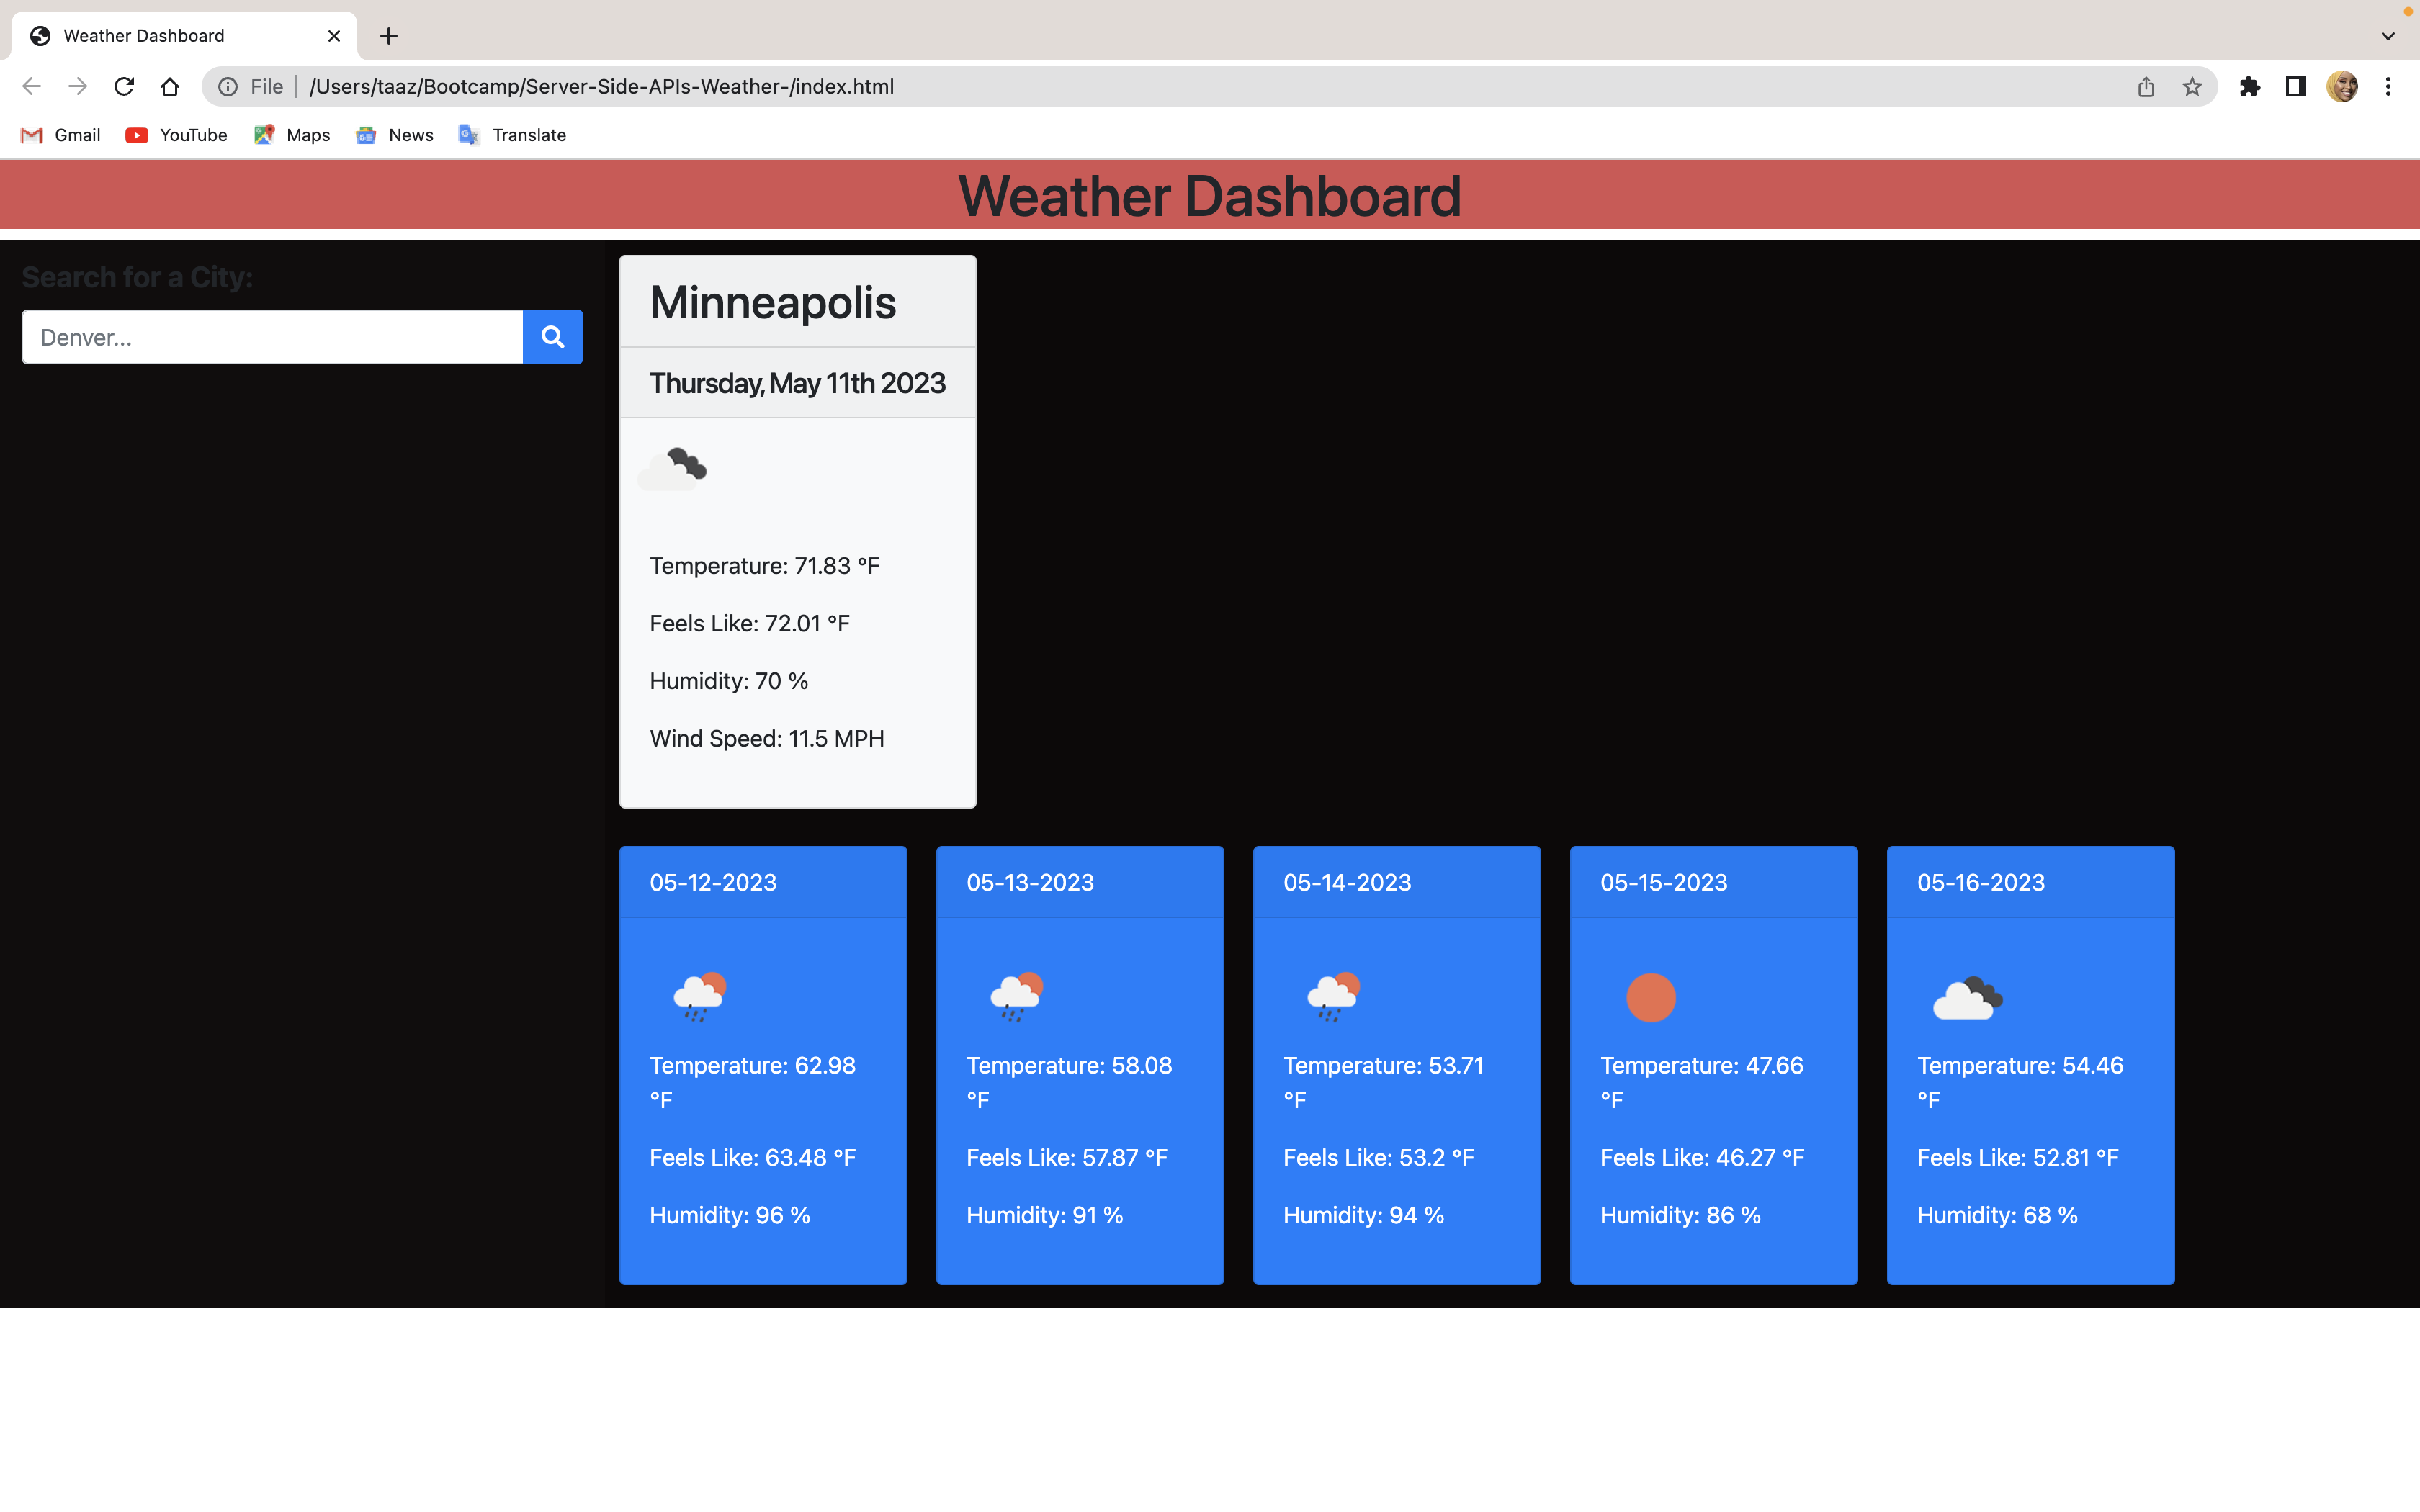 Weather Dashboard
File
/Users/taaz/Bootcamp/Server-Side-APIs-Weather-/index.html
Gmail
YouTube
Maps
News
Translate
Weather Dashboard
Search for a City:
Denver...
Minneapolis
Thursday, May 11th 2023
Temperature: 71.83 °F
Feels Like: 72.01 °F
Humidity: 70 %
Wind Speed: 11.5 MPH
05-12-2023
Temperature: 62.98
°F
Feels Like: 63.48 °F
Humidity: 96 %
05-13-2023
Temperature: 58.08
°F
Feels Like: 57.87 °F
Humidity: 91 %
05-14-2023
Temperature: 53.71
°F
Feels Like: 53.2 °F
Humidity: 94 %
05-15-2023
Temperature: 47.66
°F
Feels Like: 46.27 °F
Humidity: 86 %
05-16-2023
Temperature: 54.46
°F
Feels Like: 52.81 °F
Humidity: 68 %